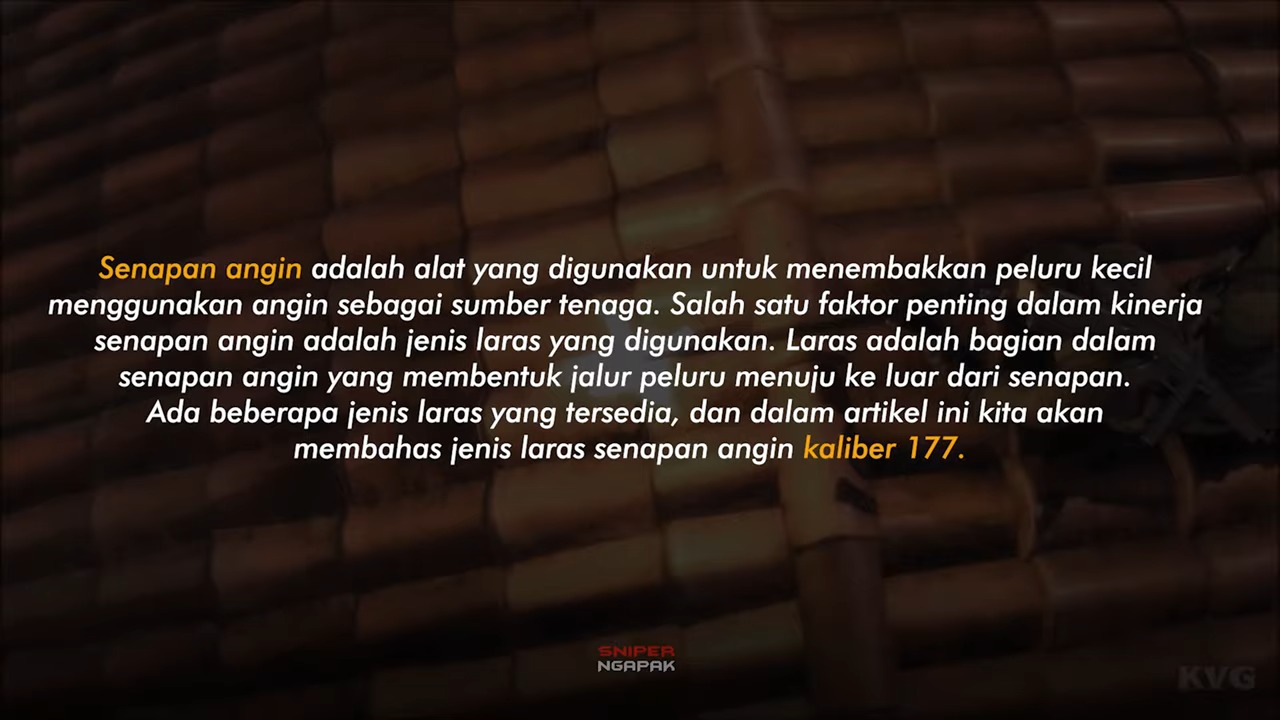 Senapan angin adalah alat yang digunakan untuk menembakkan peluru kecil
menggunakan angin sebagai sumber tenaga. Salah satu faktor penting dalam kinerja
senapan angin adalah jenis laras yang digunakan. Laras adalah bagian dalam
senapan angin yang membentuk jalur peluru menuju ke luar dari senapan.
Ada beberapa jenis laras yang tersedia, dan dalam artikel ini kita akan
membahas jenis laras senapan angin kaliber 177.
SNIPER
NGAPAK
KVG